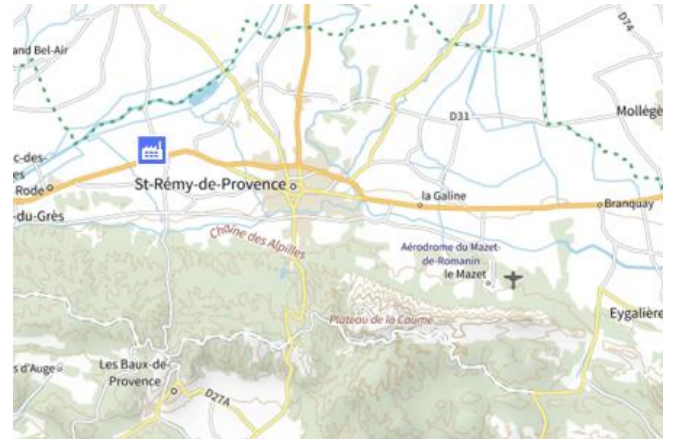 D74
and Bel-Air
D31
Mollégè
c-des-
es
Rode
St-Rémy-de-Provence
la Galine
Branquay
-du-Grès
Chaîne des Alpilles
Aérodrome du Mazet-
de-Romanin
le Mazet
Plateau de la Caume
Eygalière
s d'Auge
Les Baux-de-
Provence
D27A